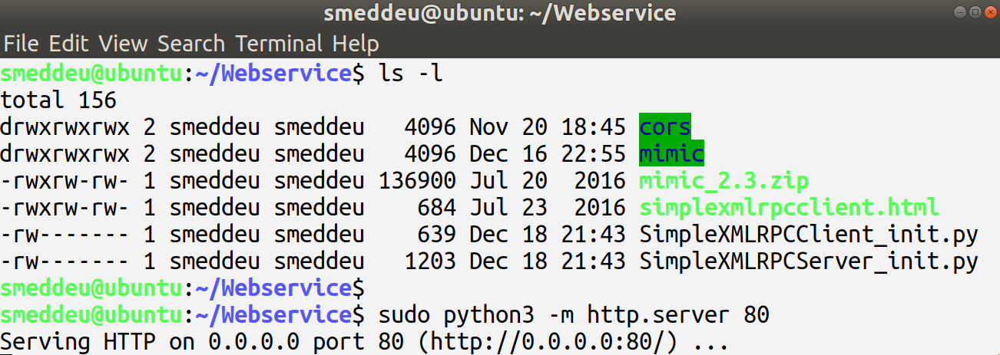 smeddeu@ubuntu: ~/Webservice
File Edit View Search Terminal Help
smeddeu@ubuntu:~/Webservice$ ls -l
total 156
drwxrwxrwx 2 smeddeu smeddeu   4096 Nov 20 18:45 cors
drwxrwxrwx 2 smeddeu smeddeu   4096 Dec 16 22:55 mimic
-rwxrw-rw- 1 smeddeu smeddeu 136900 Jul 20  2016 mimic_2.3.zip
-rwxrw-rw- 1 smeddeu smeddeu    684 Jul 23  2016 simplexmlrpcclient.html
-rw------- 1 smeddeu smeddeu    639 Dec 18 21:43 SimpleXMLRPCClient_init.py
-rw------- 1 smeddeu smeddeu   1203 Dec 18 21:43 SimpleXMLRPCServer_init.py
smeddeu@ubuntu:~/Webservice$
smeddeu@ubuntu:~/Webservice$ sudo python3 -m http.server 80
Serving HTTP on 0.0.0.0 port 80 (http://0.0.0.0:80/) ...